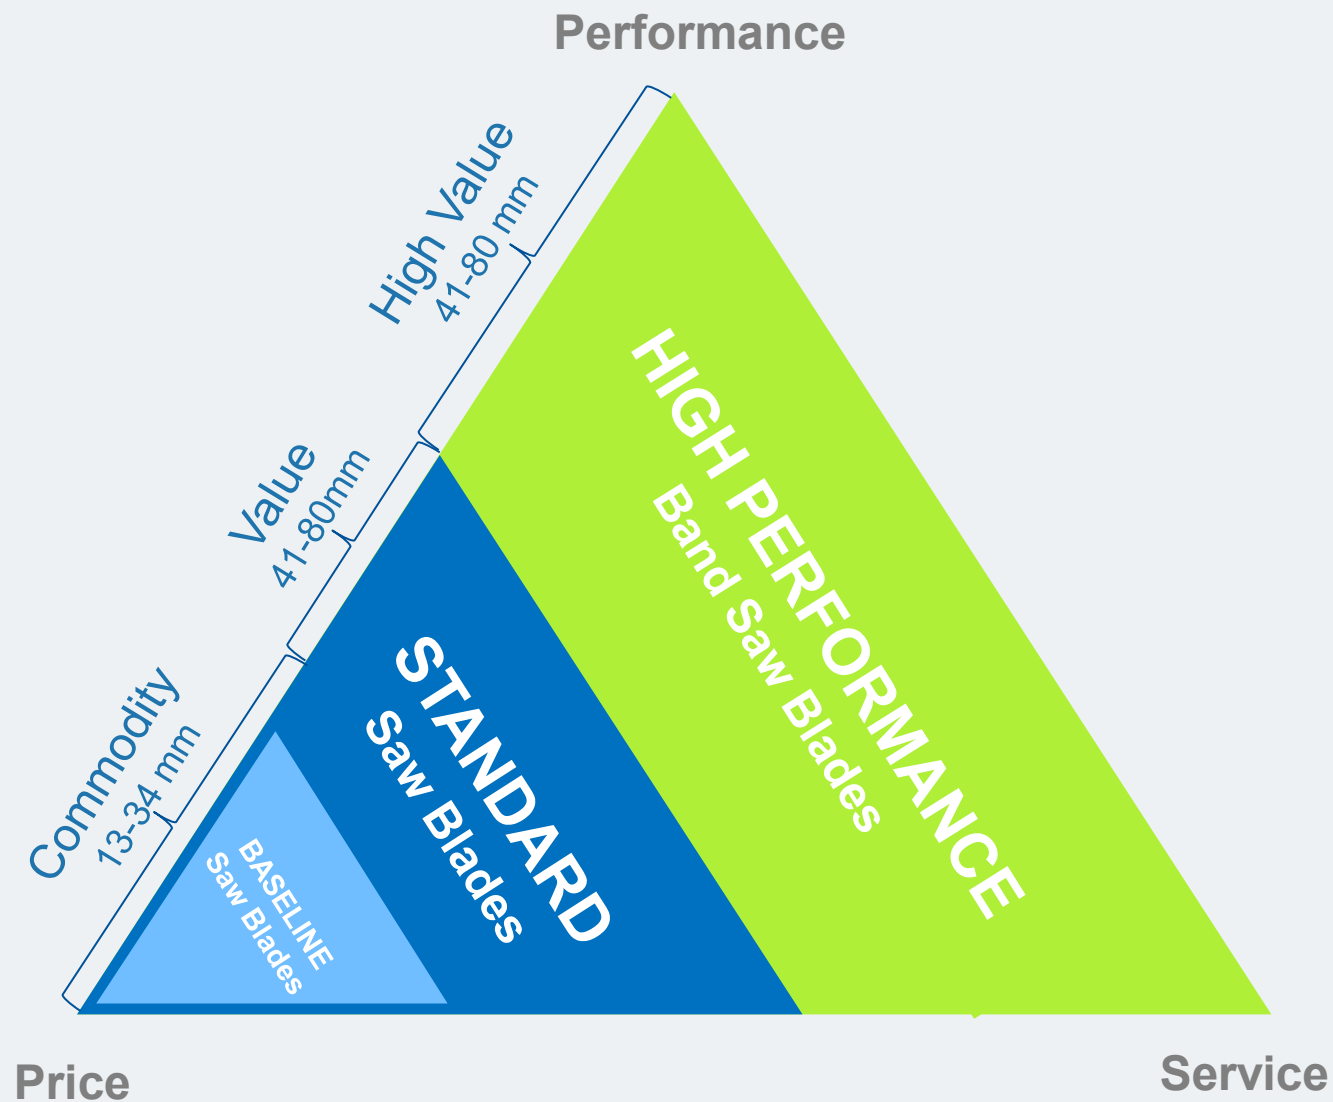 Performance
High Value
41-80 mm
Value
41-80mm
Commodity
13-34 mm
HIGH PERFORMANCE
Band Saw Blades
STANDARD
Saw Blades
BASELINE
Saw Blades
Price
Service